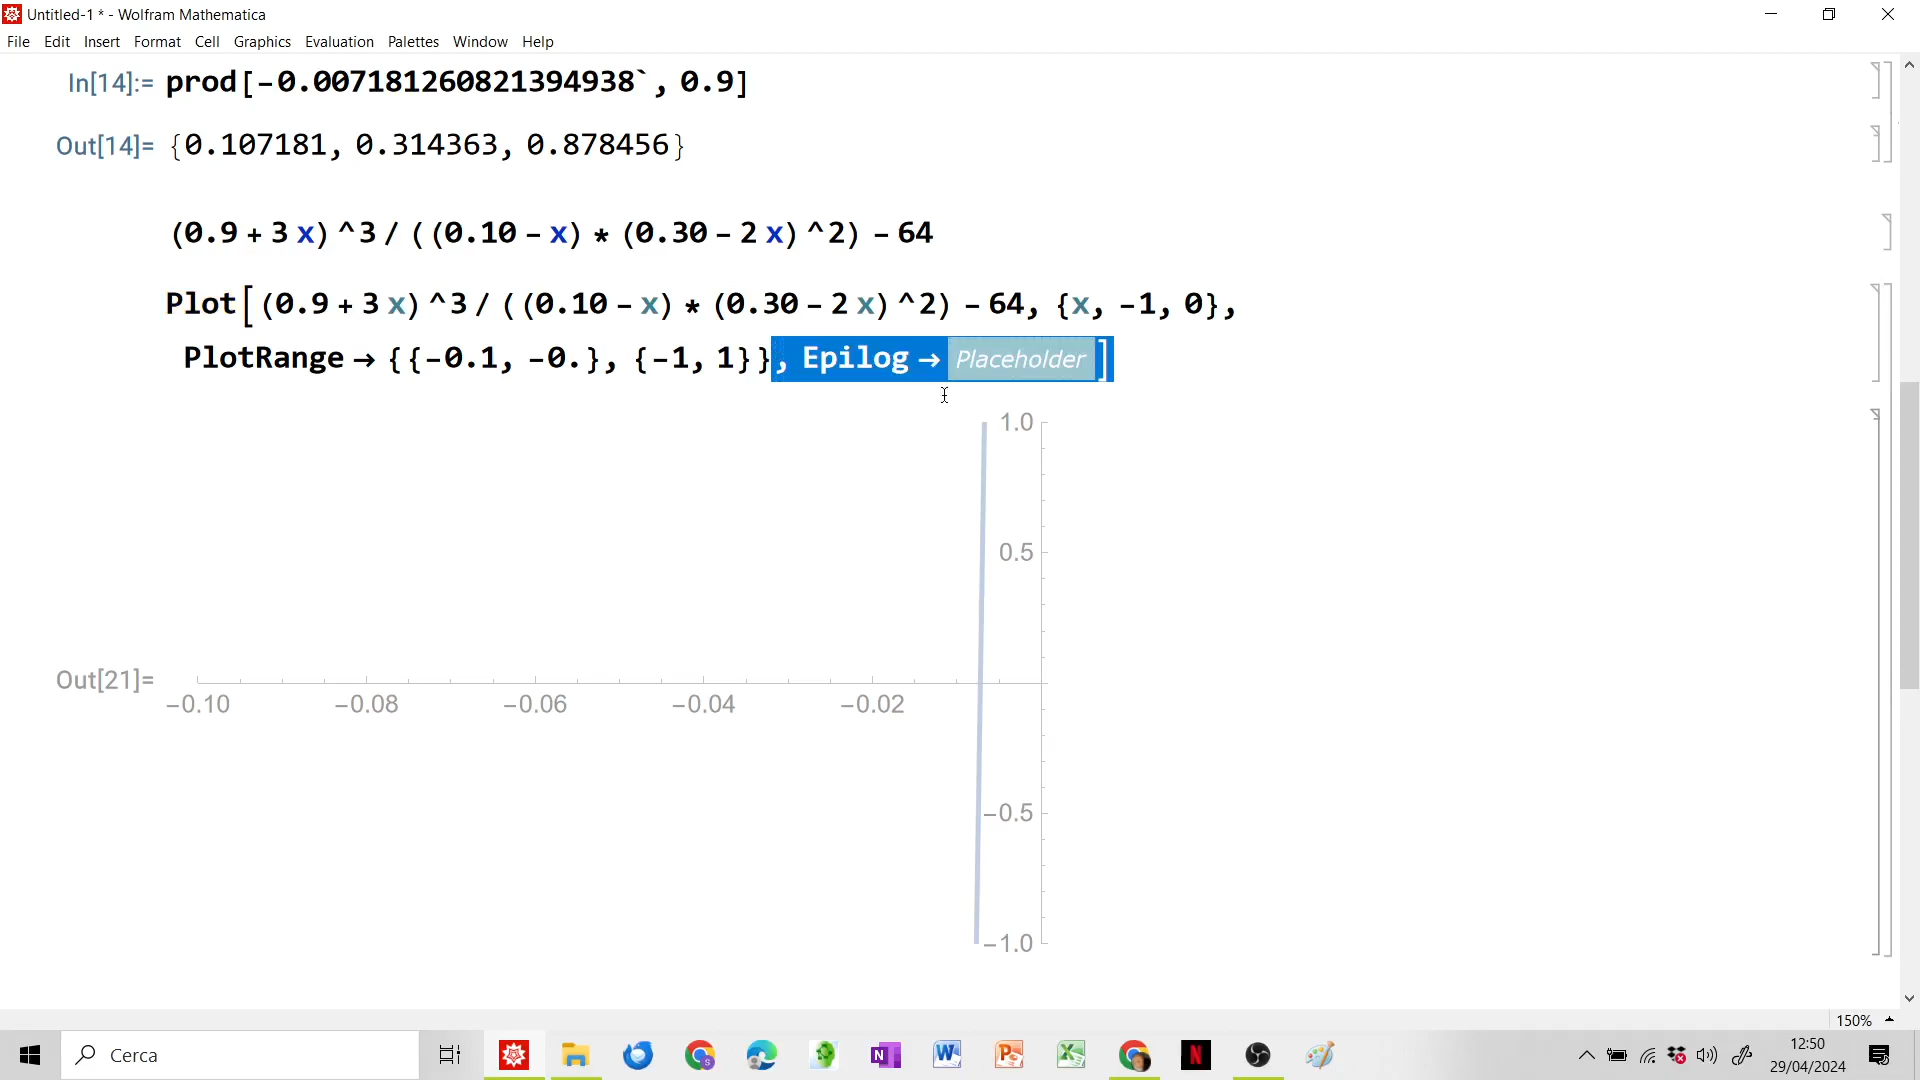 Untitled-1 * - Wolfram Mathematica
File Edit Insert Format Cell Graphics Evaluation Palettes Window Help
In[14]:= prod[-0.007181260821394938`, 0.9]
Out[14]= {0.107181, 0.314363, 0.878456}
(0.9 + 3 x) ^3 / ((0.10 - x) * (0.30 - 2 x) ^2) - 64
Plot[(0.9 + 3 x) ^3 / ((0.10 - x) * (0.30 - 2 x) ^2) - 64, {x, -1, 0},
PlotRange → {{-0.1, -0.}, {-1, 1}}, Epilog → Placeholder]
1.0
0.5
Out[21]=
-0.10 -0.08 -0.06 -0.04 -0.02
-0.5
-1.0
150%
Cerca
12:50
29/04/2024